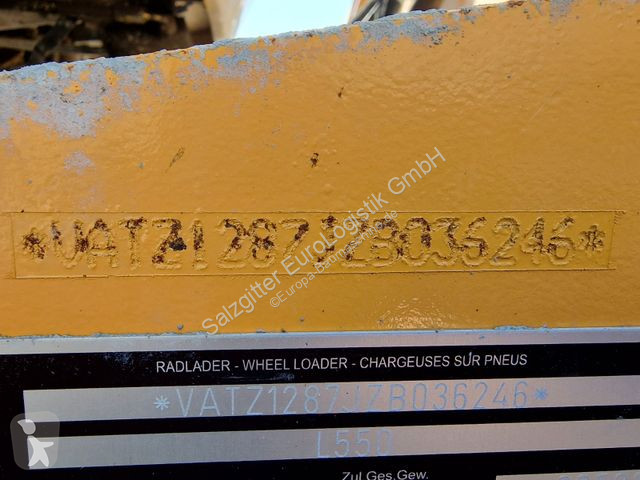 *VATZ1287JZB036246*
Salzgitter EuroLogistik GmbH
RADLADER - WHEEL LOADER - CHARGEUSES SUR PNEUS
*VATZ1287JZB036246*
L550
Zul.Ges.Gew.